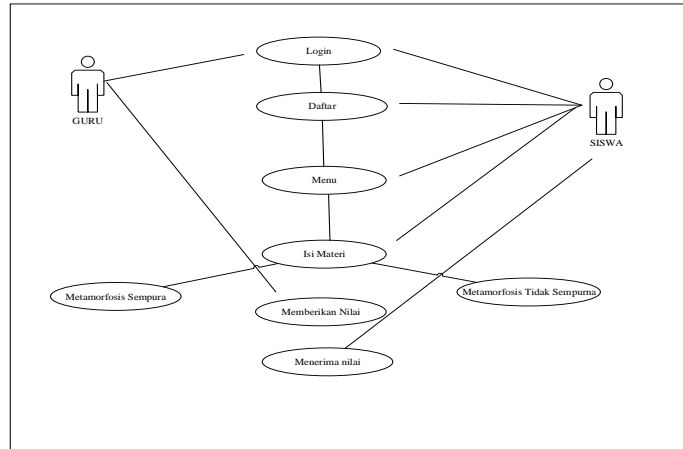 Login
GURU
Daftar
SISWA
Menu
Isi Materi
Metamorfosis Sempura
Metamorfosis Tidak Sempurna
Memberikan Nilai
Menerima nilai